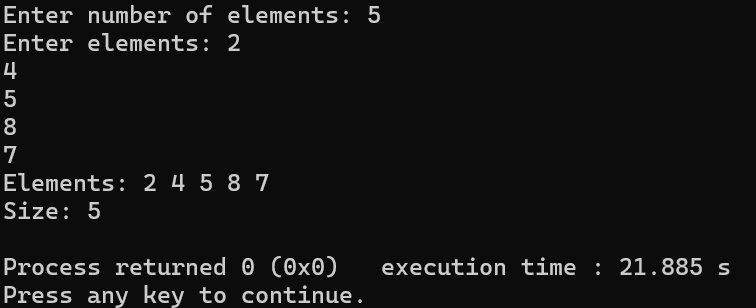 Enter number of elements: 5
Enter elements: 2
4
5
8
7
Elements: 2 4 5 8 7
Size: 5
Process returned 0 (0x0)   execution time : 21.885 s
Press any key to continue.